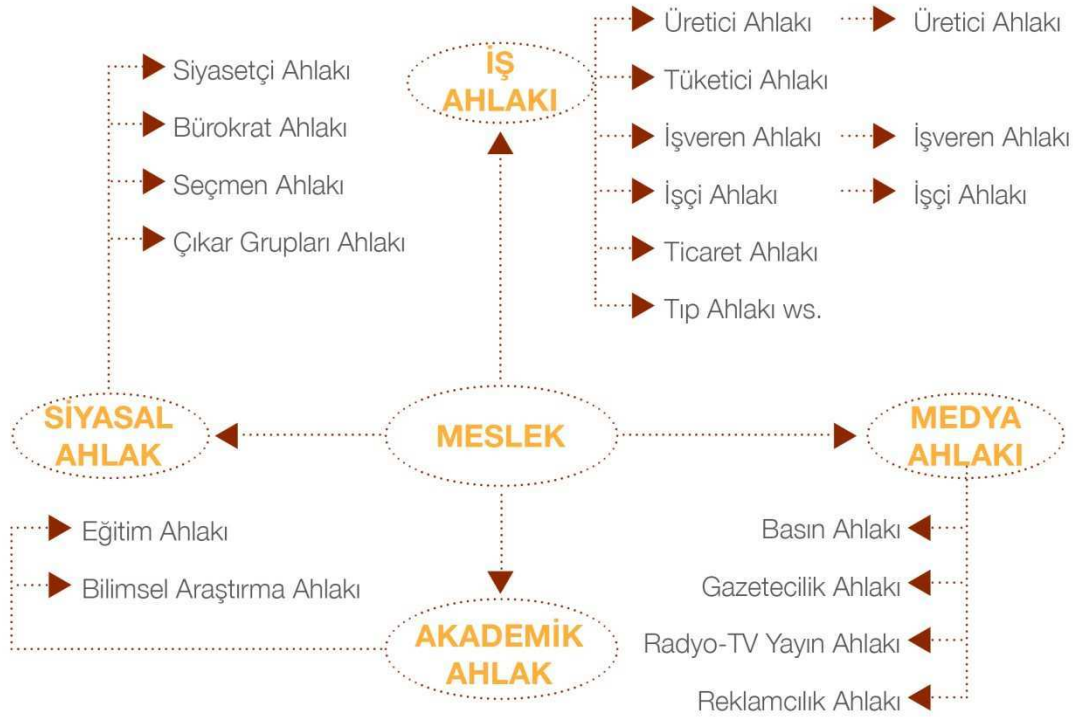 İŞ
AHLAKI
Üretici Ahlakı
Üretici Ahlakı
Tüketici Ahlakı
İşveren Ahlakı
İşveren Ahlakı
İşçi Ahlakı
İşçi Ahlakı
Ticaret Ahlakı
Tıp Ahlakı ws.
Siyasetçi Ahlakı
Bürokrat Ahlakı
Seçmen Ahlakı
Çıkar Grupları Ahlakı
SİYASAL
AHLAK
MESLEK
MEDYA
AHLAKI
Eğitim Ahlakı
Bilimsel Araştırma Ahlakı
AKADEMİK
AHLAK
Basın Ahlakı
Gazetecilik Ahlakı
Radyo-TV Yayın Ahlakı
Reklamcılık Ahlakı